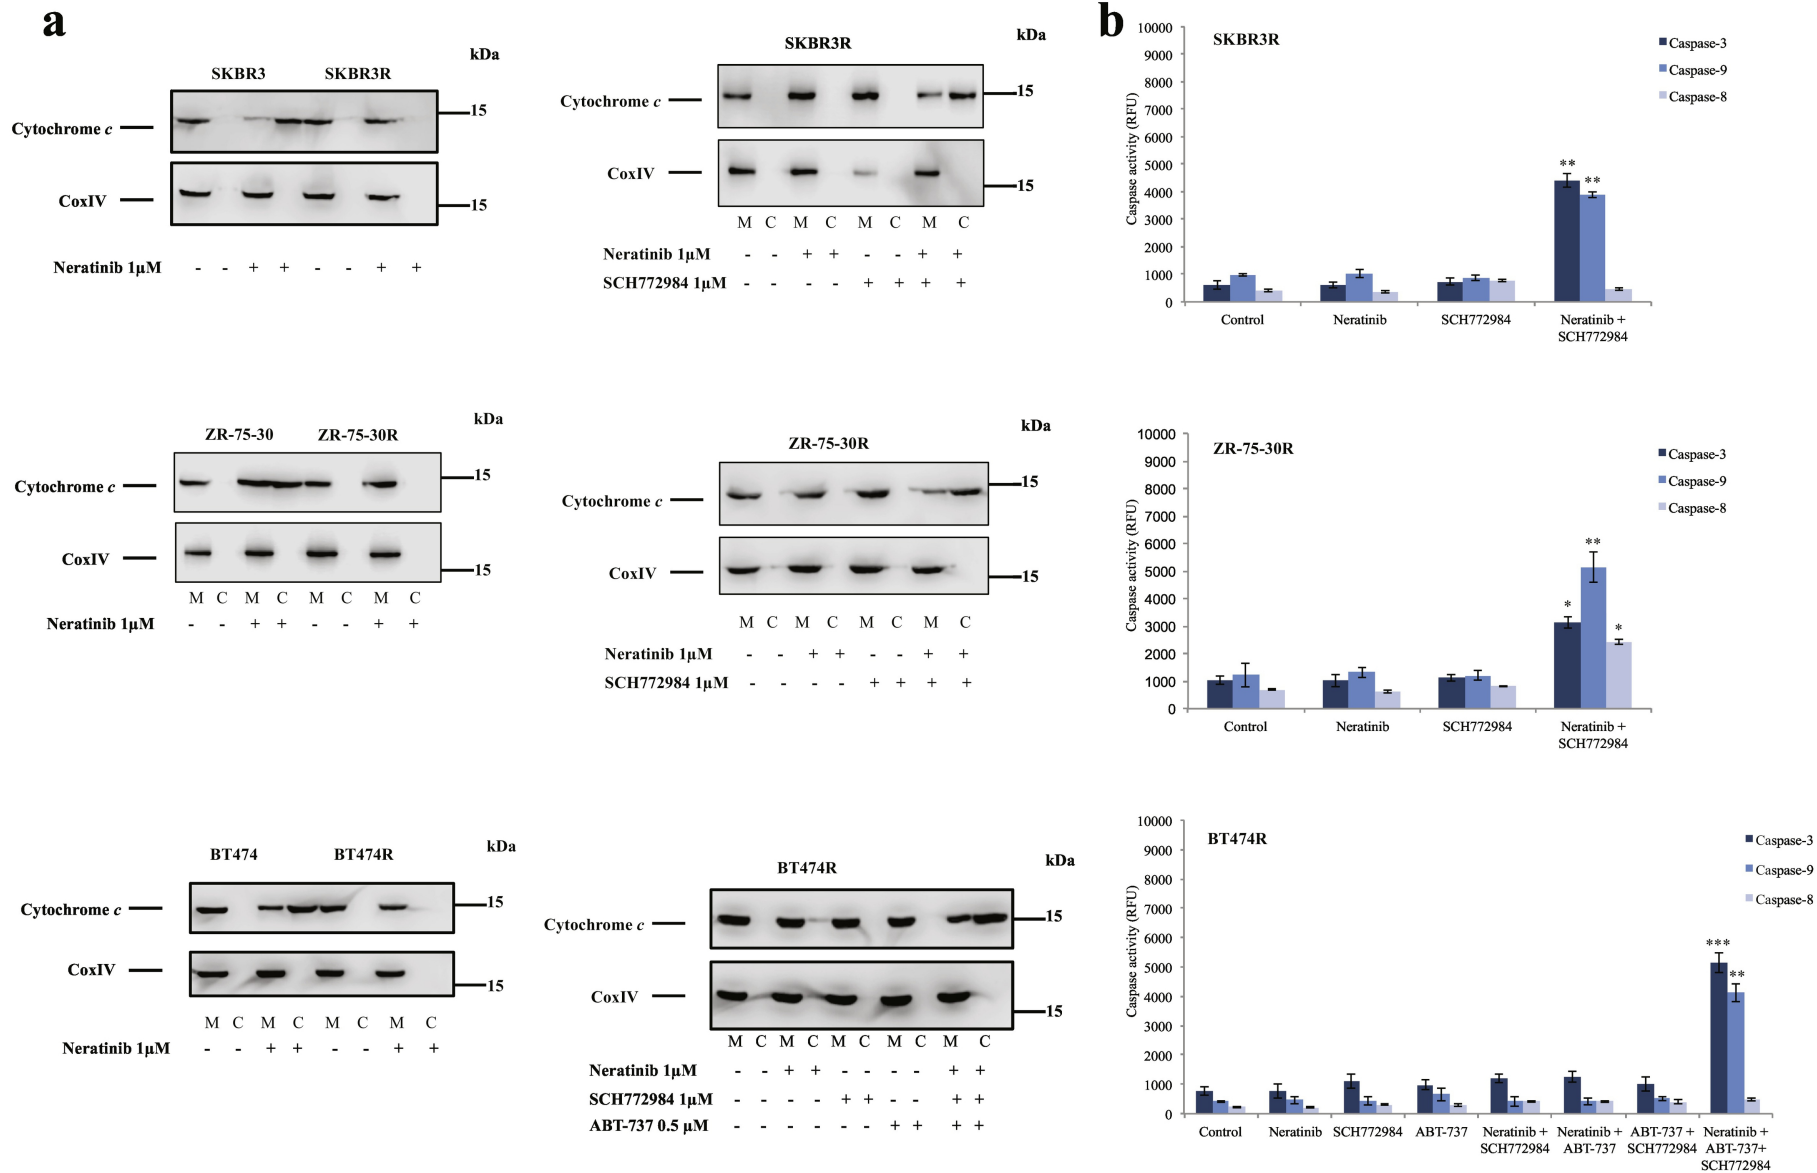 a
kDa
SKBR3 SKBR3R
15
Cytochrome c
CoxIV
15
Neratinib 1μM - - + + - - + +
SKBR3R
kDa
Cytochrome c
15
CoxIV
15
M C M C M C M C
Neratinib 1μM - - + + - - + +
SCH772984 1μM - - - - + + + +
kDa
ZR-75-30 ZR-75-30R
15
Cytochrome c
CoxIV
15
M C M C M C M C
Neratinib 1μM - - + + - - + +
kDa
ZR-75-30R
15
Cytochrome c
CoxIV
15
M C M C M C M C
Neratinib 1μM - - + + - - + +
SCH772984 1μM - - - - + + + +
kDa
BT474 BT474R
Cytochrome c
15
CoxIV
15
M C M C M C M C
Neratinib 1μM - - + + - - + +
kDa
BT474R
Cytochrome c
15
CoxIV
15
M C M C M C M C M C
Neratinib 1μM - - + + - - - - + +
SCH772984 1μM - - - - + + - - + +
ABT-737 0.5 μM - - - - - - + + + +
b
SKBR3R
Caspase activity (RFU)
10000
9000
8000
7000
6000
5000
4000
3000
2000
1000
0
** **
Caspase-3
Caspase-9
Caspase-8
Control Neratinib SCH772984 Neratinib +
SCH772984
ZR-75-30R
Caspase activity (RFU)
10000
9000
8000
7000
6000
5000
4000
3000
2000
1000
0
* ** *
Caspase-3
Caspase-9
Caspase-8
Control Neratinib SCH772984 Neratinib +
SCH772984
BT474R
Caspase activity (RFU)
10000
9000
8000
7000
6000
5000
4000
3000
2000
1000
0
*** **
Caspase-3
Caspase-9
Caspase-8
Control Neratinib SCH772984 ABT-737 Neratinib + Neratinib + ABT-737 + Neratinib +
SCH772984 ABT-737 SCH772984 ABT-737+
SCH772984